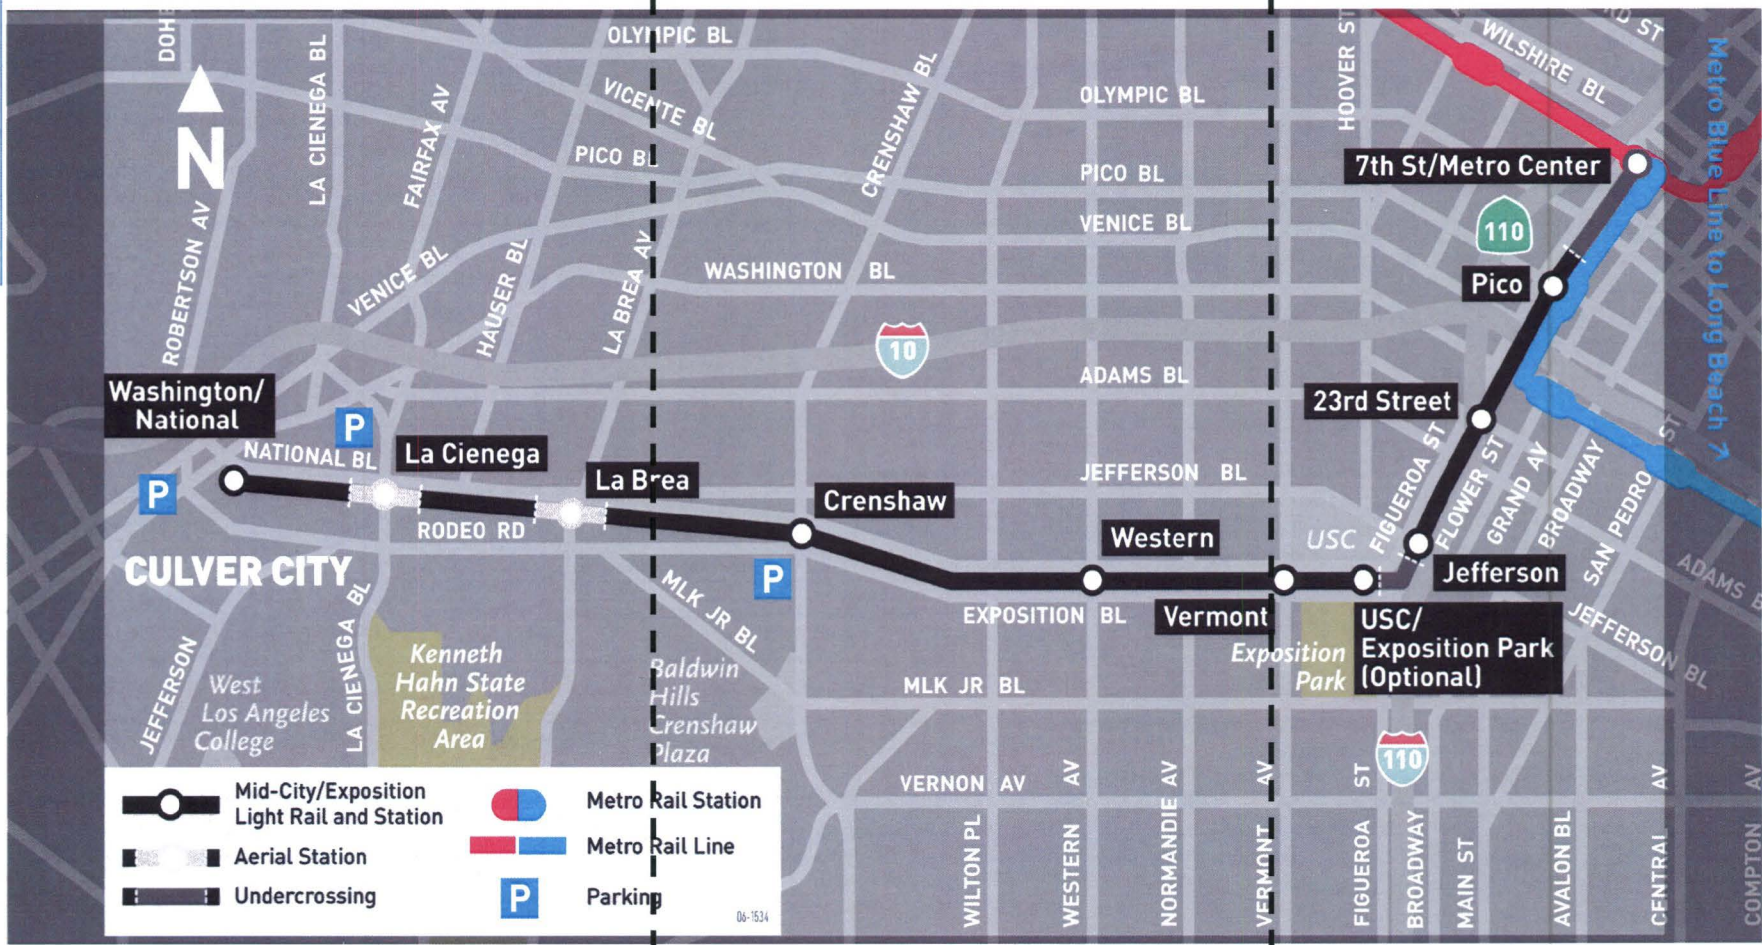 DOHE
LA CIENEGA BL
OLYMPIC BL
VICENTE BL
FAIRFAX AV
PICO BL
CRENSHAW BL
OLYMPIC BL
PICO BL
VENICE BL
HOOVER ST
WILSHIRE BL
RD ST
Metro Blue Line to Long Beach ↗
7th St/Metro Center
110
Pico
N
ROBERTSON AV
VENICE BL
HAUSER BL
LA BREA AV
WASHINGTON BL
10
ADAMS BL
23rd Street
Washington/
National
P
NATIONAL BL
La Cienega
La Brea
P
RODEO RD
Crenshaw
P
JEFFERSON BL
Western
USC
FIGUEROA ST
FLOWER ST
GRAND AV
BROADWAY
SAN PEDRO ST
ADAMS B
Jefferson
JEFFERSON BL
CULVER CITY
LA CIENEGA BL
MLK JR BL
EXPOSITION BL
Vermont
Exposition
Park
USC/
Exposition Park
(Optional)
JEFFERSON
West
Los Angeles
College
Kenneth
Hahn State
Recreation
Area
Baldwin
Hills
Crenshaw
Plaza
MLK JR BL
VERNON AV
110
WILTON PL
WESTERN AV
NORMANDIE AV
VERMONT AV
FIGUEROA ST
BROADWAY
MAIN ST
AVALON BL
CENTRAL AV
COMPTON AV
Mid-City/Exposition
Light Rail and Station
Aerial Station
Undercrossing
Metro Rail Station
Metro Rail Line
P Parking
06-1534